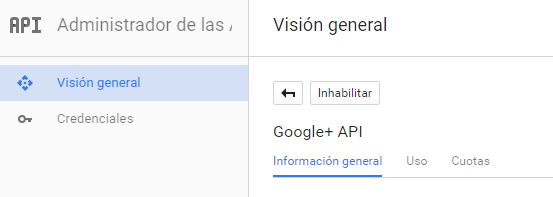 API Administrador de las
Visión general
Visión general
Credenciales
Inhabilitar
Google+ API
Información general Uso Cuotas